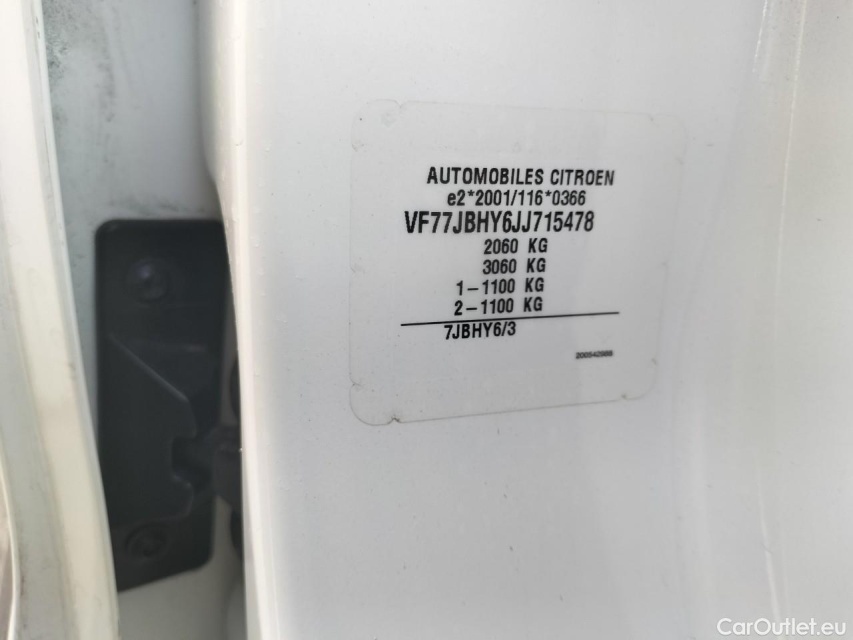 AUTOMOBILES CITROEN
e2*2001/116*0366
VF77JBHY6JJ715478
2060 KG
3060 KG
1-1100 KG
2-1100 KG
7JBHY6/3
200542988
CarOutlet.eu